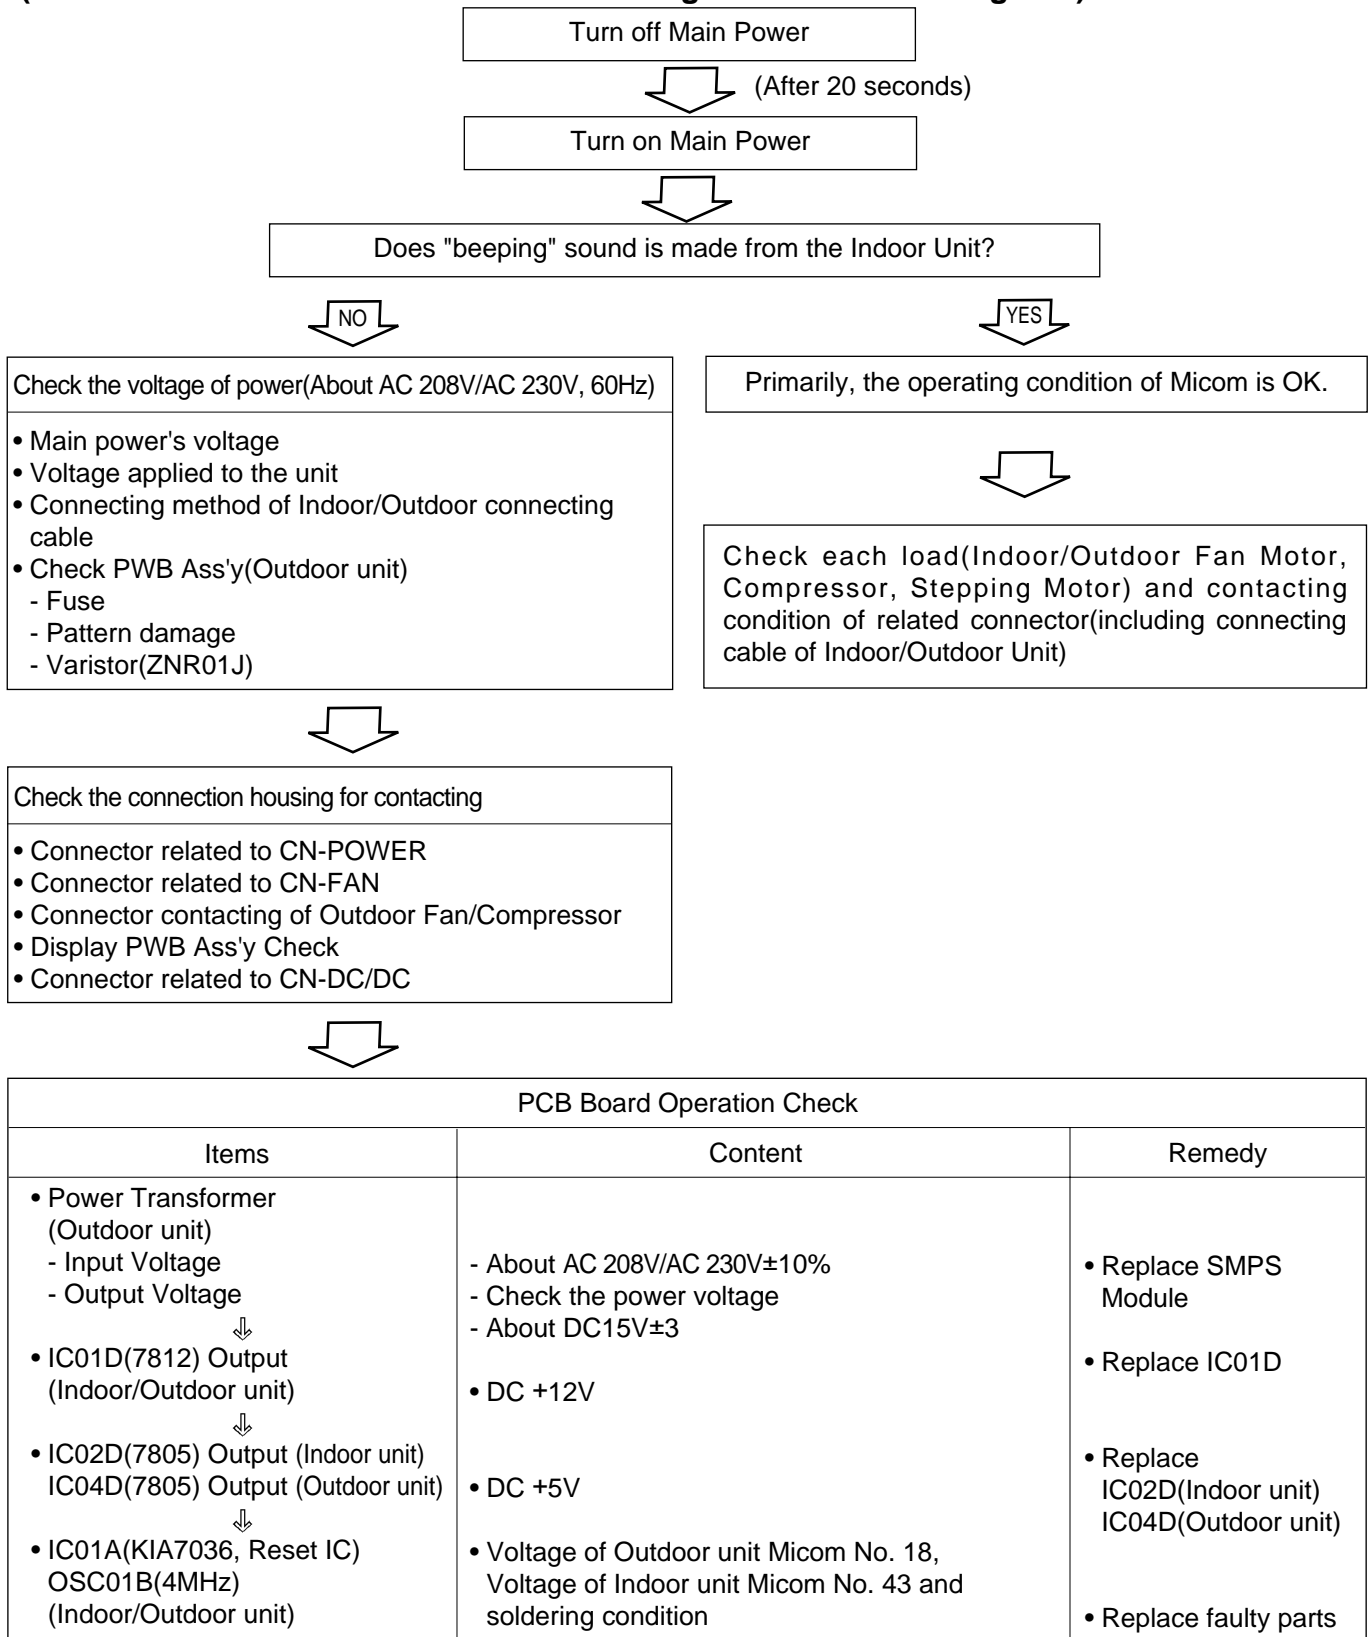 Turn off Main Power
(After 20 seconds)
Turn on Main Power
Does "beeping" sound is made from the Indoor Unit?
NO
YES
Check the voltage of power(About AC 208V/AC 230V, 60Hz)
• Main power's voltage
• Voltage applied to the unit
• Connecting method of Indoor/Outdoor connecting
cable
• Check PWB Ass'y(Outdoor unit)
- Fuse
- Pattern damage
- Varistor(ZNR01J)
Primarily, the operating condition of Micom is OK.
Check each load(Indoor/Outdoor Fan Motor,
Compressor, Stepping Motor) and contacting
condition of related connector(including connecting
cable of Indoor/Outdoor Unit)
Check the connection housing for contacting
• Connector related to CN-POWER
• Connector related to CN-FAN
• Connector contacting of Outdoor Fan/Compressor
• Display PWB Ass'y Check
• Connector related to CN-DC/DC
PCB Board Operation Check
Items
Content
Remedy
• Power Transformer
(Outdoor unit)
- Input Voltage
- Output Voltage
- About AC 208V/AC 230V±10%
- Check the power voltage
- About DC15V±3
• Replace SMPS
Module
• IC01D(7812) Output
(Indoor/Outdoor unit)
• DC +12V
• Replace IC01D
• IC02D(7805) Output (Indoor unit)
IC04D(7805) Output (Outdoor unit)
• DC +5V
• Replace
IC02D(Indoor unit)
IC04D(Outdoor unit)
• IC01A(KIA7036, Reset IC)
OSC01B(4MHz)
(Indoor/Outdoor unit)
• Voltage of Outdoor unit Micom No. 18,
Voltage of Indoor unit Micom No. 43 and
soldering condition
• Replace faulty parts